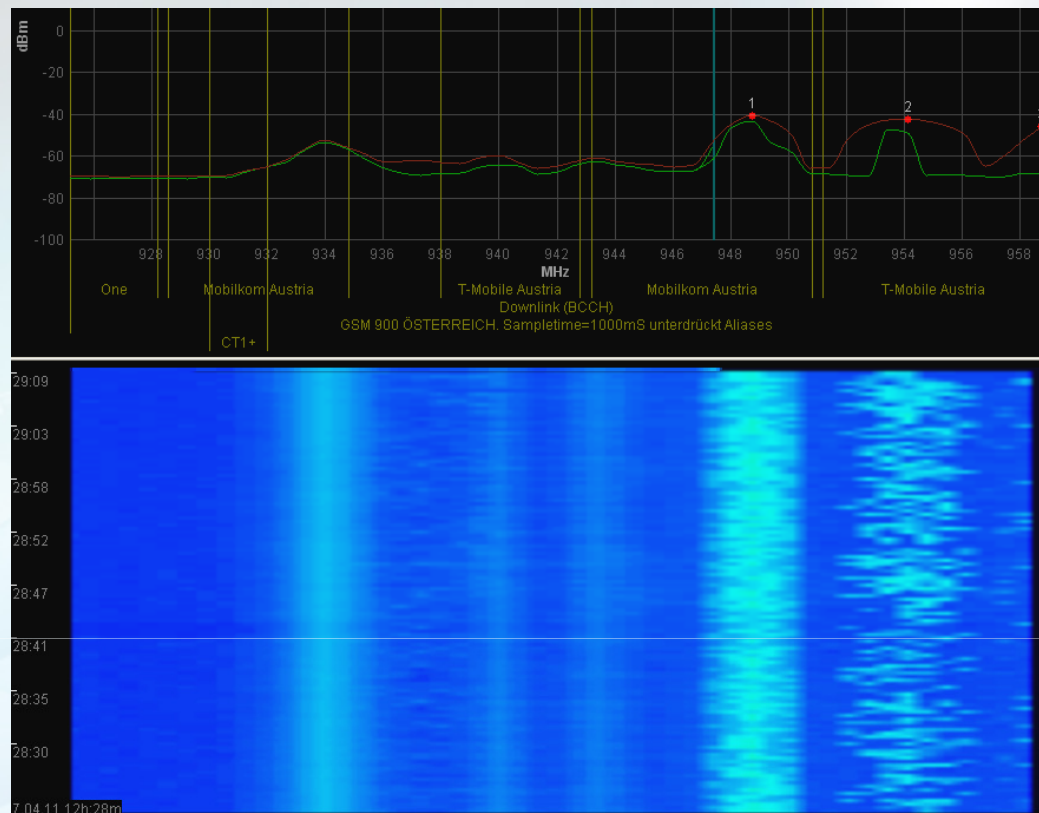 dBm
0
-20
-40
-60
-80
-100
1
2
928 930 932 934 936 938 940 942 944 946 948 950 952 954 956 958
MHz
One Mobilkom Austria T-Mobile Austria Mobilkom Austria T-Mobile Austria
Downlink (BCCH)
GSM 900 ÖSTERREICH. Sampletime=1000mS unterdrückt Aliases
CT1+
29:09
29:03
28:58
28:52
28:47
28:41
28:35
28:30
7.04.11 12h:28m